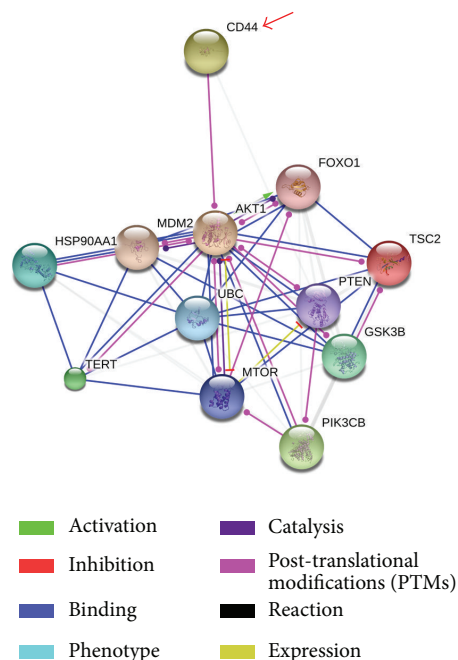 CD44
FOXO1
AKT1
MDM2
HSP90AA1
TSC2
PTEN
UBC
GSK3B
TERT
MTOR
PIK3CB
Activation
Catalysis
Inhibition
Post-translational
modifications (PTMs)
Binding
Reaction
Phenotype
Expression